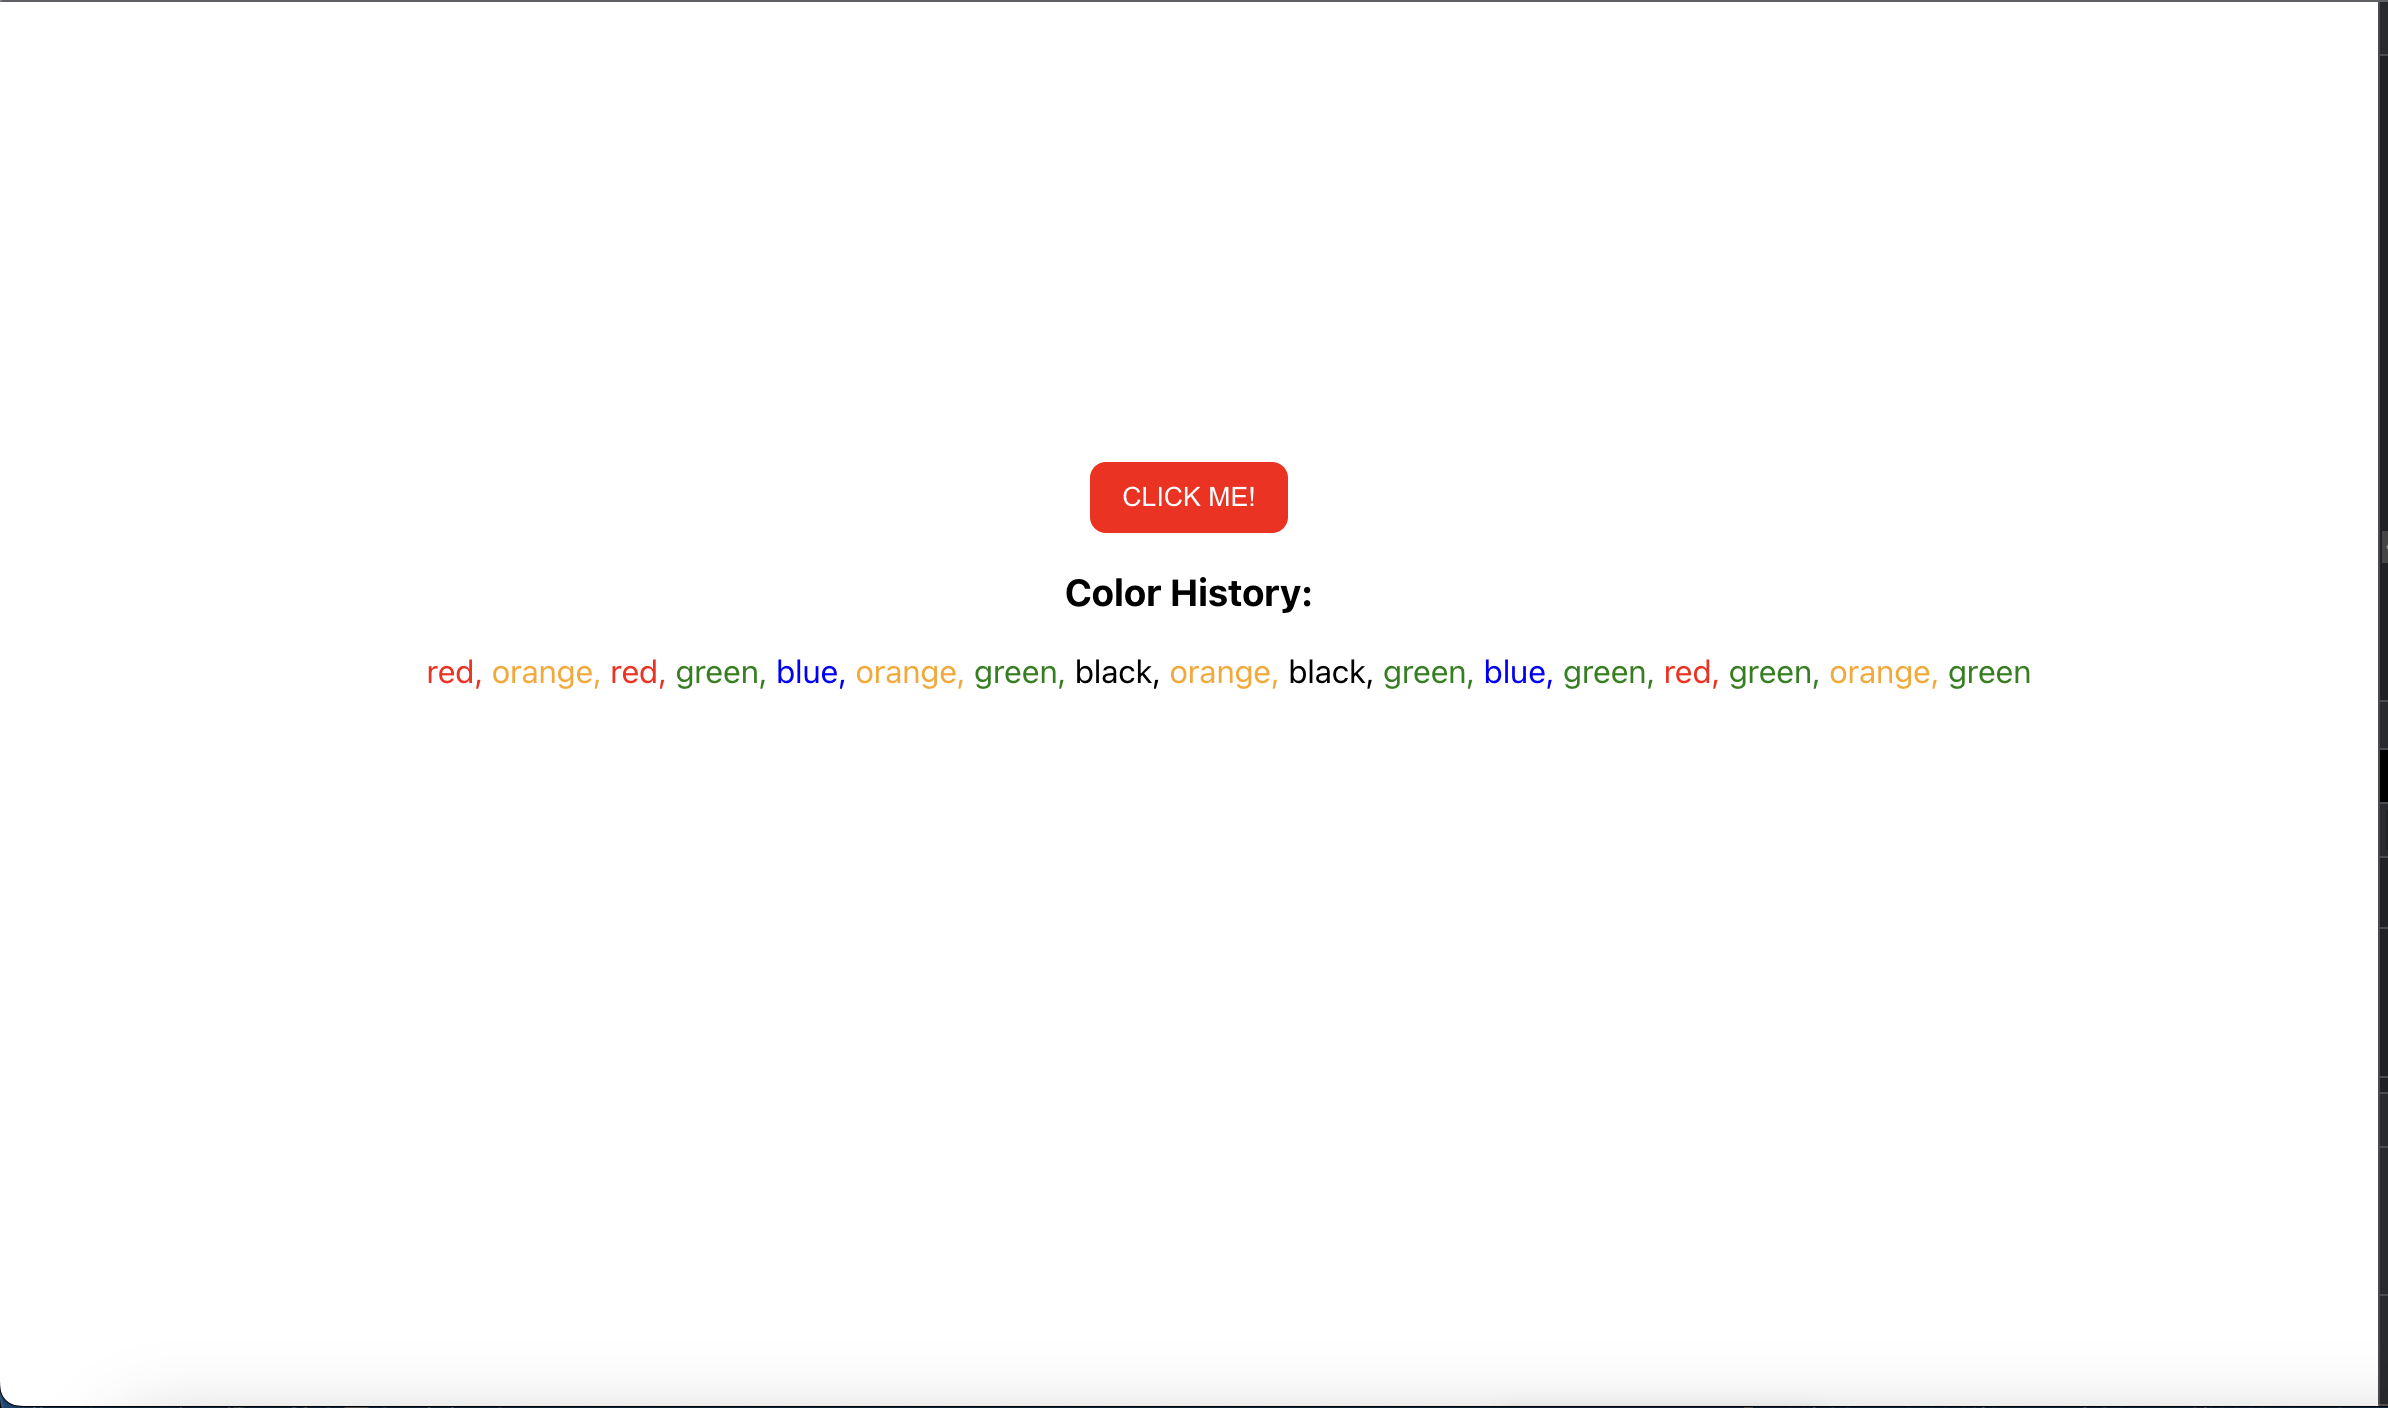 CLICK ME!
Color History:
red, orange, red, green, blue, orange, green, black, orange, black, green, blue, green, red, green, orange, green